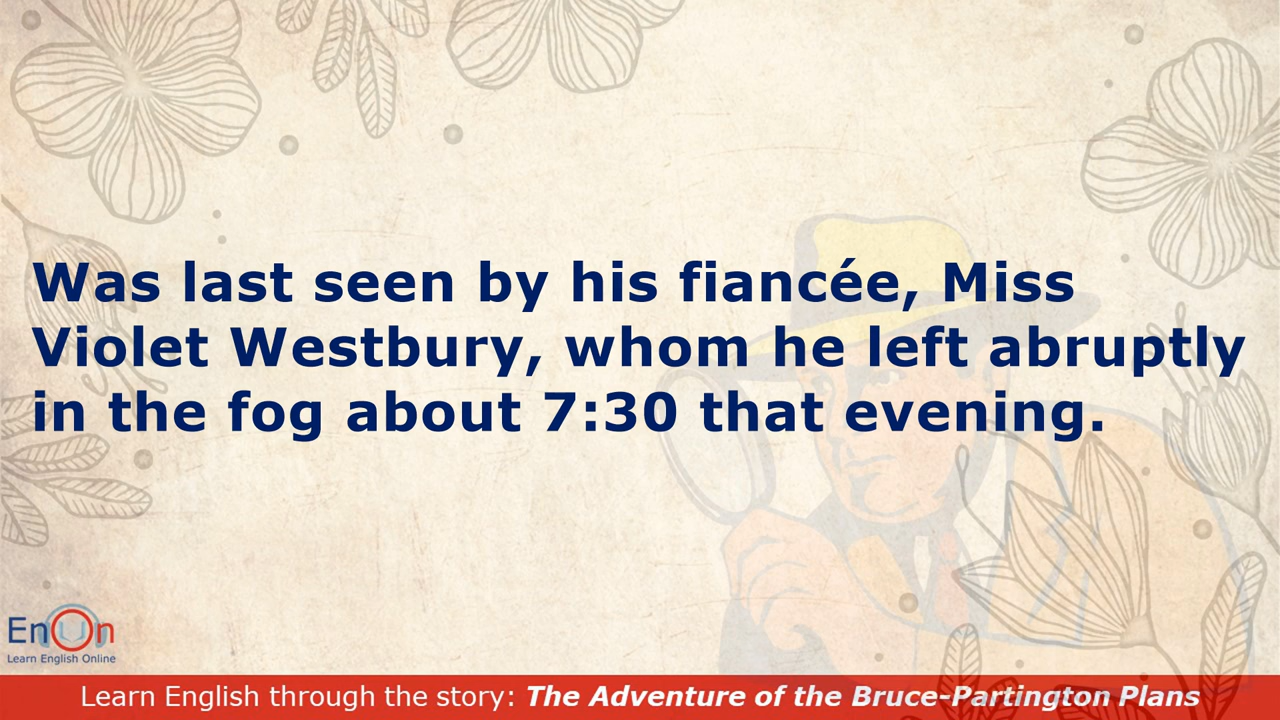 Was last seen by his fiancée, Miss
Violet Westbury, whom he left abruptly
in the fog about 7:30 that evening.
EnOn
Learn English Online
Learn English through the story: The Adventure of the Bruce-Partington Plans